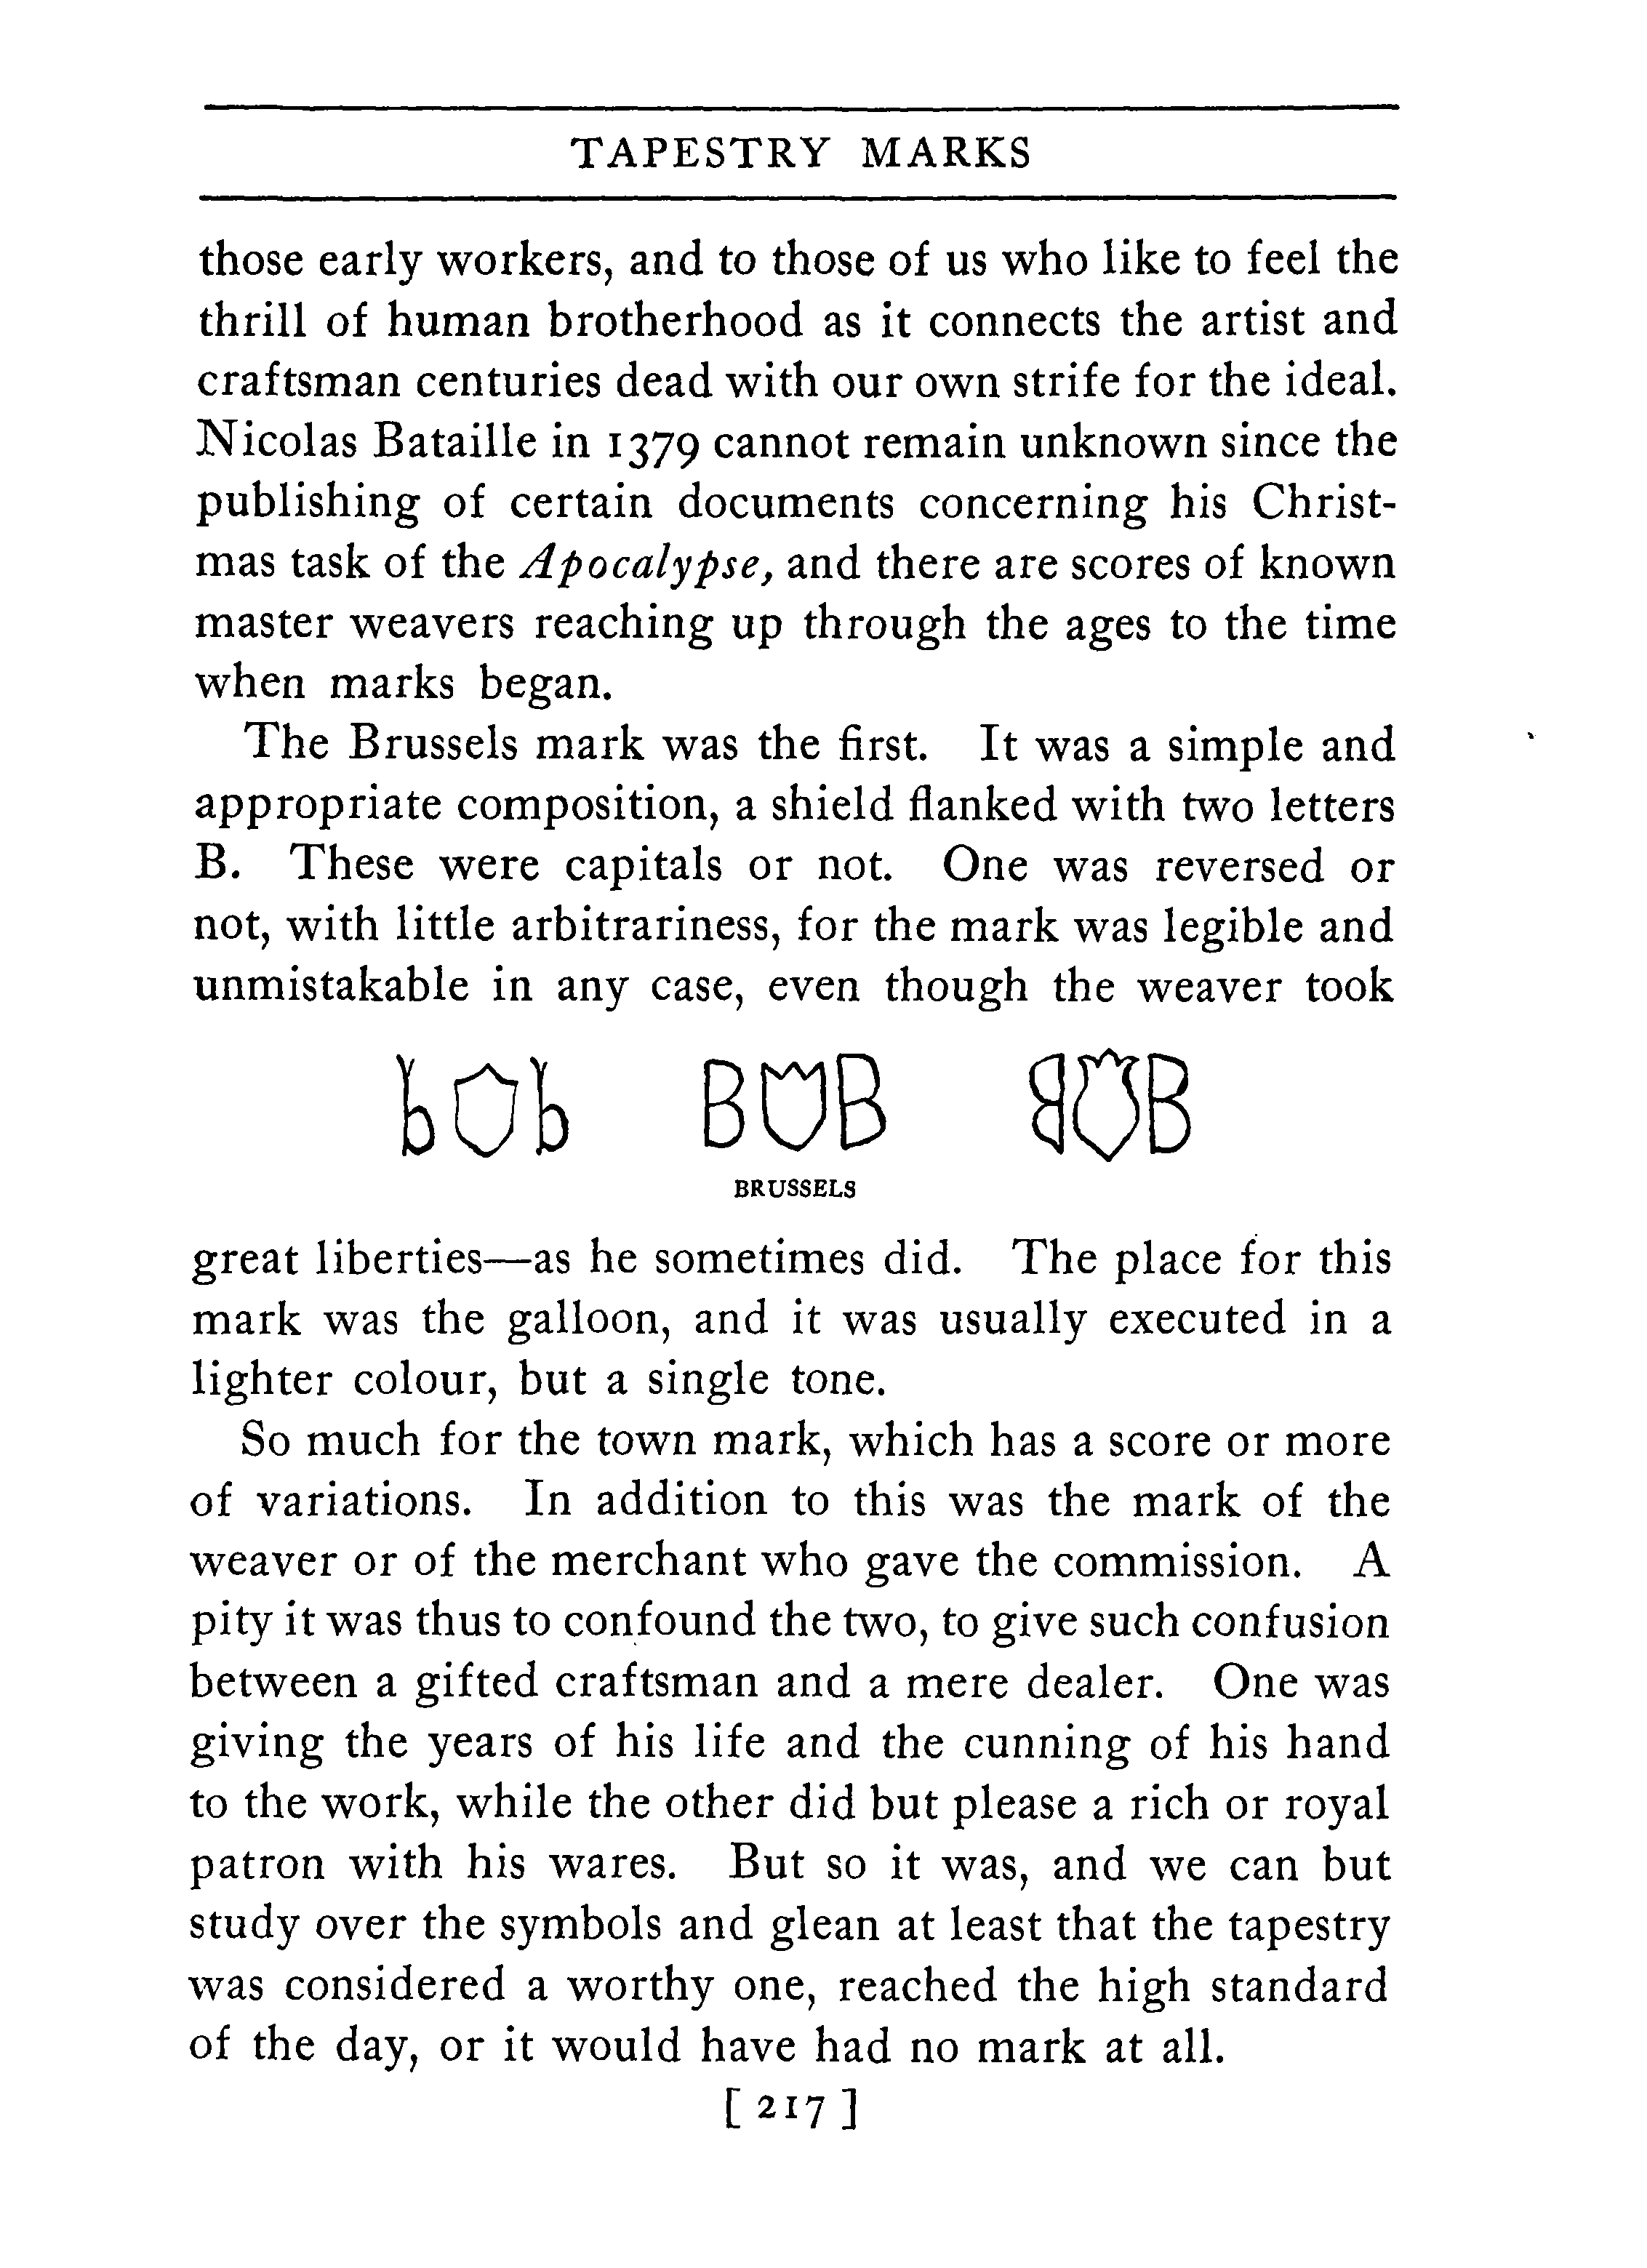 TAPESTRY MARKS
those early workers, and to those of us who like to feel the
thrill of human brotherhood as it connects the artist and
craftsman centuries dead with our own strife for the ideal.
Nicolas Bataille in 1379 cannot remain unknown since the
publishing of certain documents concerning his Christ-
mas task of the Apocalypse, and there are scores of known
master weavers reaching up through the ages to the time
when marks began.
The Brussels mark was the first. It was a simple and
appropriate composition, a shield flanked with two letters
B. These were capitals or not. One was reversed or
not, with little arbitrariness, for the mark was legible and
unmistakable in any case, even though the weaver took
b b B B B B
BRUSSELS
great liberties—as he sometimes did. The place for this
mark was the galloon, and it was usually executed in a
lighter colour, but a single tone.
So much for the town mark, which has a score or more
of variations. In addition to this was the mark of the
weaver or of the merchant who gave the commission. A
pity it was thus to confound the two, to give such confusion
between a gifted craftsman and a mere dealer. One was
giving the years of his life and the cunning of his hand
to the work, while the other did but please a rich or royal
patron with his wares. But so it was, and we can but
study over the symbols and glean at least that the tapestry
was considered a worthy one, reached the high standard
of the day, or it would have had no mark at all.
[ 217 ]